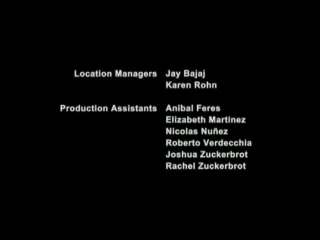 Location Managers Jay Bajaj
Karen Rohn
Production Assistants Anibal Feres
Elizabeth Martinez
Nicolas Nuñez
Roberto Verdecchia
Joshua Zuckerbrot
Rachel Zuckerbrot